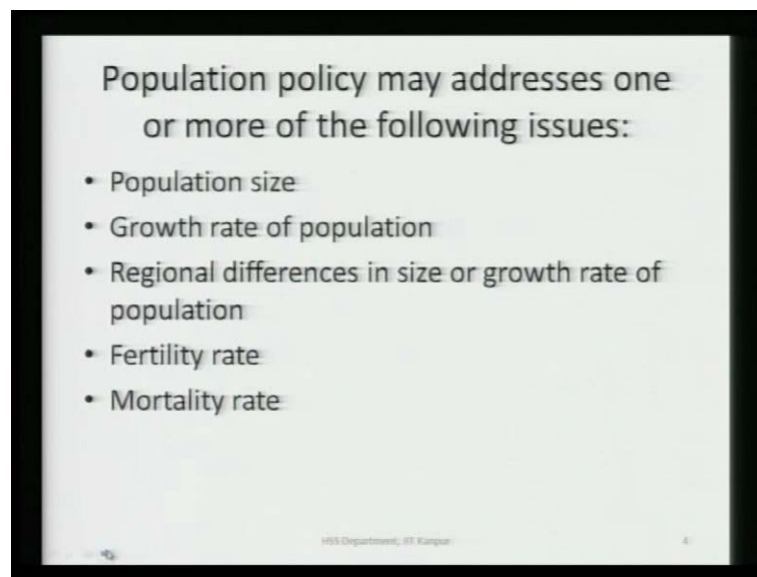 Population policy may addresses one
or more of the following issues:
• Population size
• Growth rate of population
• Regional differences in size or growth rate of
population
• Fertility rate
• Mortality rate
HSS Department, IIT Kanpur
4